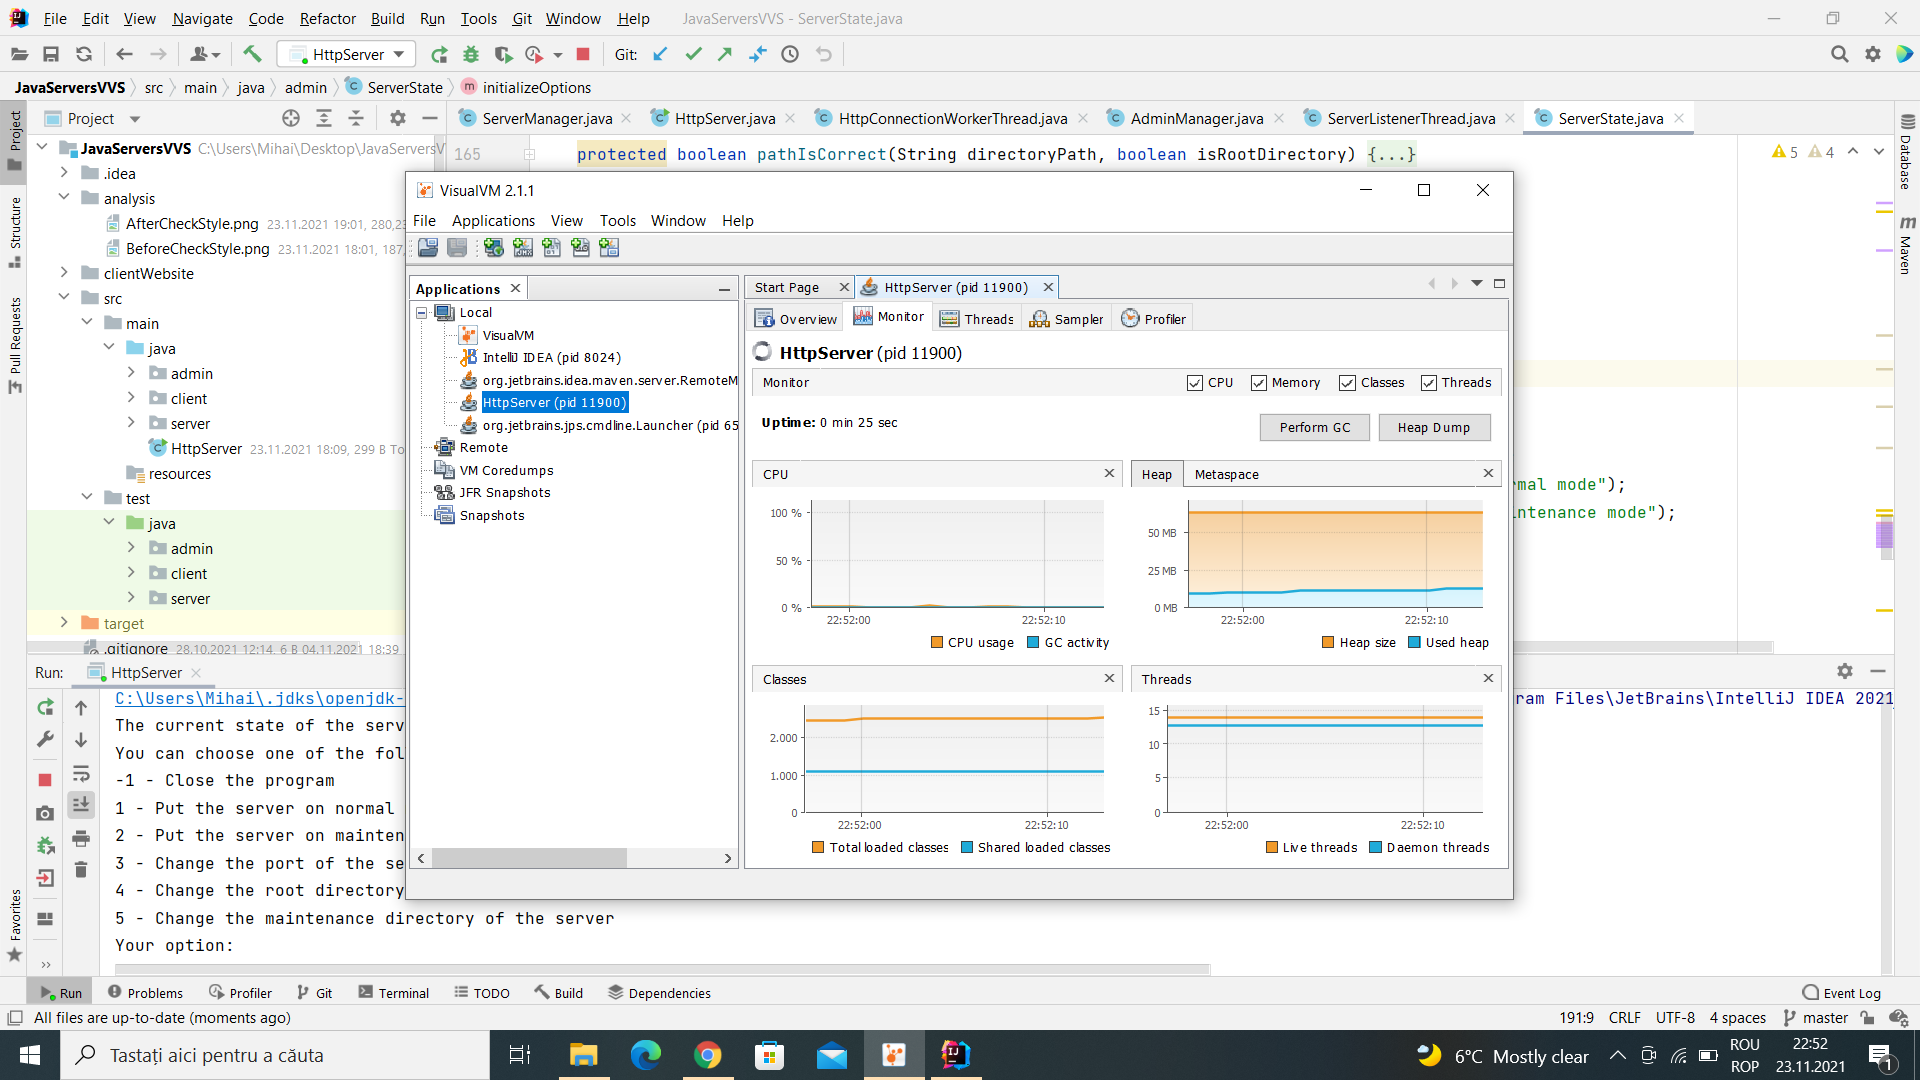 File Edit View Navigate Code Refactor Build Run Tools Git Window Help JavaServersVVS - ServerState.java
HttpServer Git:
JavaServersVVS src main java admin ServerState initializeOptions
Project ServerManager.java HttpServer.java HttpConnectionWorkerThread.java AdminManager.java ServerListenerThread.java ServerState.java
JavaServersVVS C:\Users\Mihai\Desktop\JavaServersV
165 protected boolean pathIsCorrect(String directoryPath, boolean isRootDirectory) {...}
5 4
.idea
analysis
AfterCheckStyle.png 23.11.2021 19:01, 280,23
BeforeCheckStyle.png 23.11.2021 18:01, 187,
clientWebsite
src
main
java
admin
client
server
HttpServer 23.11.2021 18:09, 299 B To
resources
test
java
admin
client
server
target
.gitignore 28.10.2021 12:14, 6 B 04.11.2021 18:39
Project
Structure
Pull Requests
Favorites
Database
m
Maven
rmal mode");
ntenance mode");
VisualVM 2.1.1
File Applications View Tools Window Help
Applications
Local
VisualVM
IntelliJ IDEA (pid 8024)
org.jetbrains.idea.maven.server.RemoteM
HttpServer (pid 11900)
org.jetbrains.jps.cmdline.Launcher (pid 65
Remote
VM Coredumps
JFR Snapshots
Snapshots
Start Page HttpServer (pid 11900)
Overview Monitor Threads Sampler Profiler
HttpServer (pid 11900)
Monitor CPU Memory Classes Threads
Uptime: 0 min 25 sec Perform GC Heap Dump
CPU
100 %
50 %
0 %
22:52:00 22:52:10
CPU usage GC activity
Heap Metaspace
50 MB
25 MB
0 MB
22:52:00 22:52:10
Heap size Used heap
Classes
2.000
1.000
0
22:52:00 22:52:10
Total loaded classes Shared loaded classes
Threads
15
10
5
0
22:52:00 22:52:10
Live threads Daemon threads
Run: HttpServer
C:\Users\Mihai\.jdks\openjdk- ram Files\JetBrains\IntelliJ IDEA 2021
The current state of the serv
You can choose one of the fol
-1 - Close the program
1 - Put the server on normal
2 - Put the server on mainten
3 - Change the port of the se
4 - Change the root directory
5 - Change the maintenance directory of the server
Your option:
Run Problems Profiler Git Terminal TODO Build Dependencies Event Log
All files are up-to-date (moments ago) 191:9 CRLF UTF-8 4 spaces master
Tastați aici pentru a căuta 6°C Mostly clear ROU 22:52
ROP 23.11.2021 1